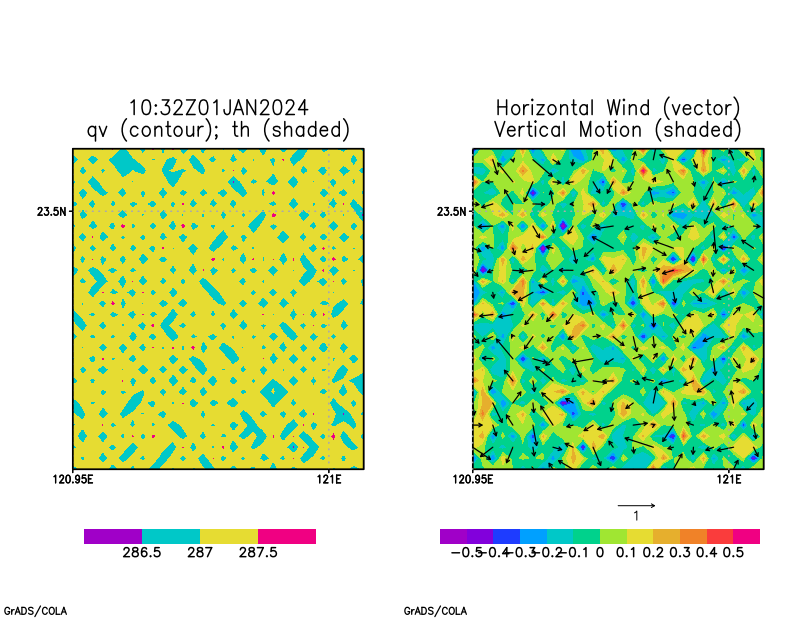 10:32Z01JAN2024
qv (contour); th (shaded)
23.5N
120.95E 121E
286.5 287 287.5
GrADS/COLA
Horizontal Wind (vector)
Vertical Motion (shaded)
23.5N
120.95E 121E
1
-0.5 -0.4 -0.3 -0.2 -0.1 0 0.1 0.2 0.3 0.4 0.5
GrADS/COLA